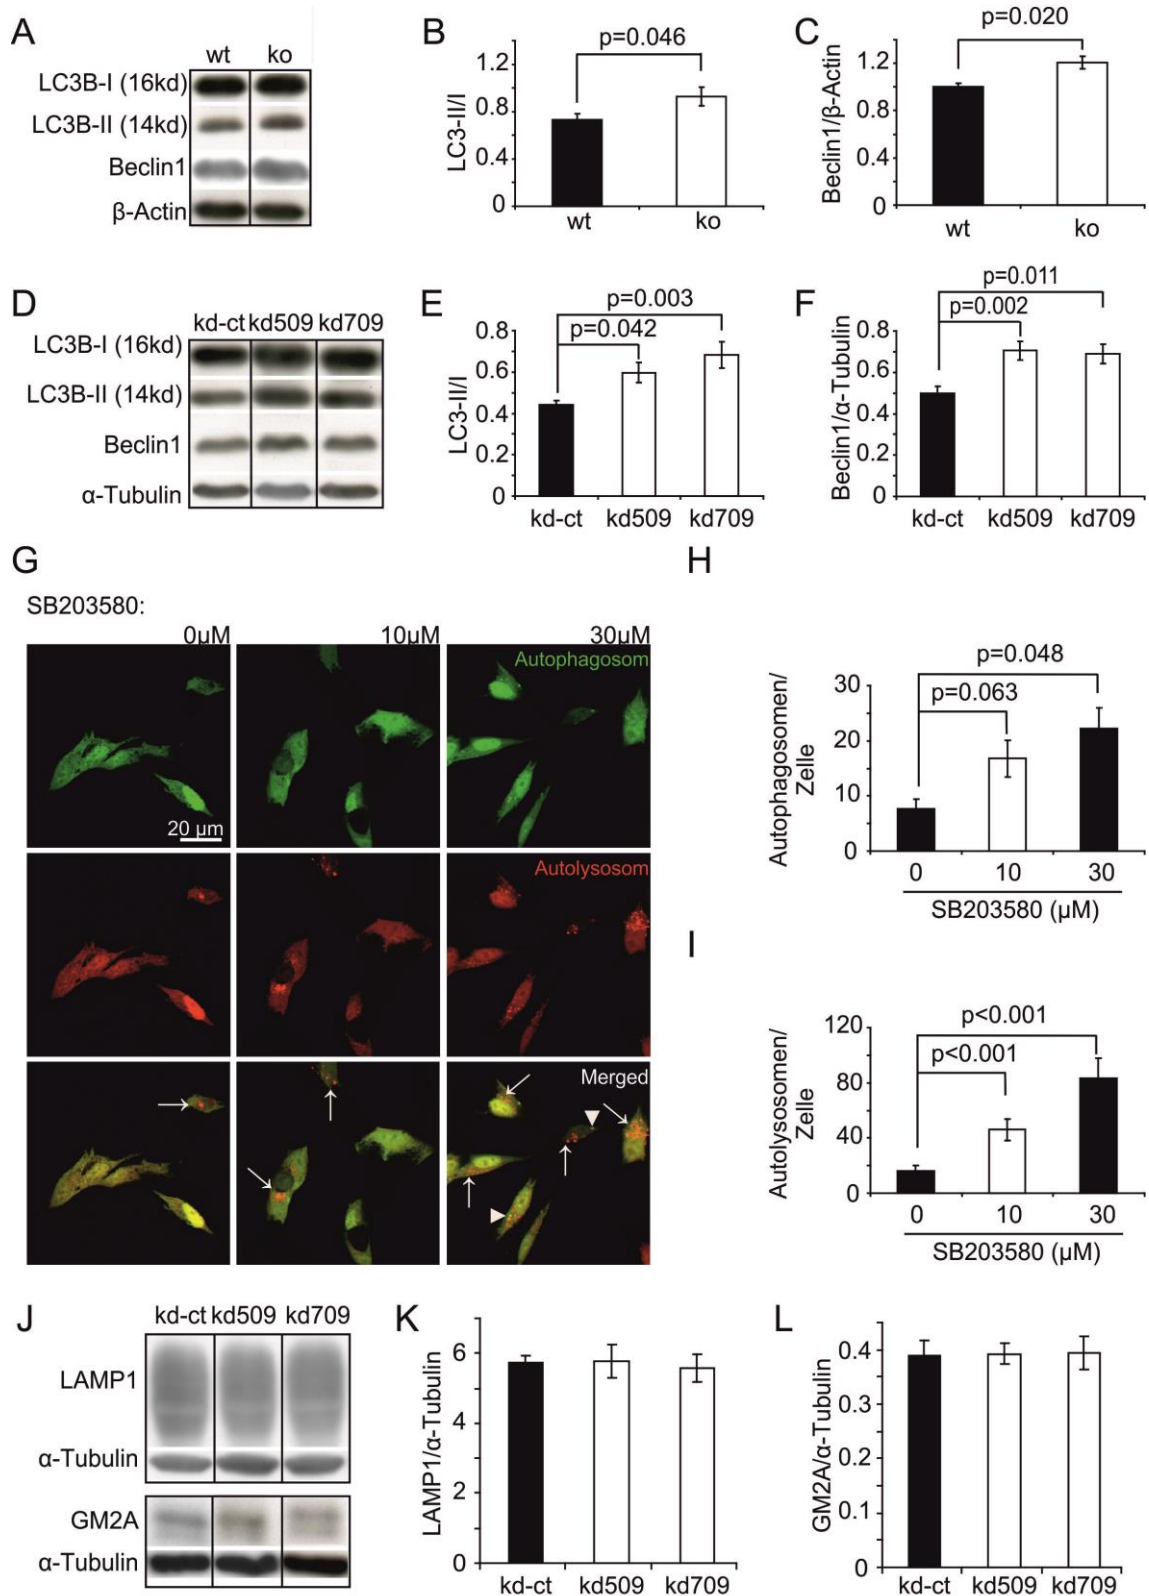 A
wt ko
LC3B-I (16kd)
LC3B-II (14kd)
Beclin1
β-Actin
B
p=0.046
1.2
0.8
0.4
0
LC3-II/I
wt ko
C
p=0.020
1.2
0.8
0.4
0
Beclin1/β-Actin
wt ko
D
kd-ct kd509 kd709
LC3B-I (16kd)
LC3B-II (14kd)
Beclin1
α-Tubulin
E
p=0.003
p=0.042
0.8
0.6
0.4
0.2
0
LC3-II/I
kd-ct kd509 kd709
F
p=0.011
p=0.002
0.8
0.6
0.4
0.2
0
Beclin1/α-Tubulin
kd-ct kd509 kd709
G
SB203580:
0µM 10µM 30µM
Autophagosom
20 µm
Autolysosom
Merged
H
p=0.048
p=0.063
30
20
10
0
Autophagosomen/
Zelle
0 10 30
SB203580 (µM)
I
p<0.001
p<0.001
120
80
40
0
Autolysosomen/
Zelle
0 10 30
SB203580 (µM)
J
kd-ct kd509 kd709
LAMP1
α-Tubulin
GM2A
α-Tubulin
K
6
4
2
0
LAMP1/α-Tubulin
kd-ct kd509 kd709
L
0.4
0.3
0.2
0.1
0
GM2A/α-Tubulin
kd-ct kd509 kd709